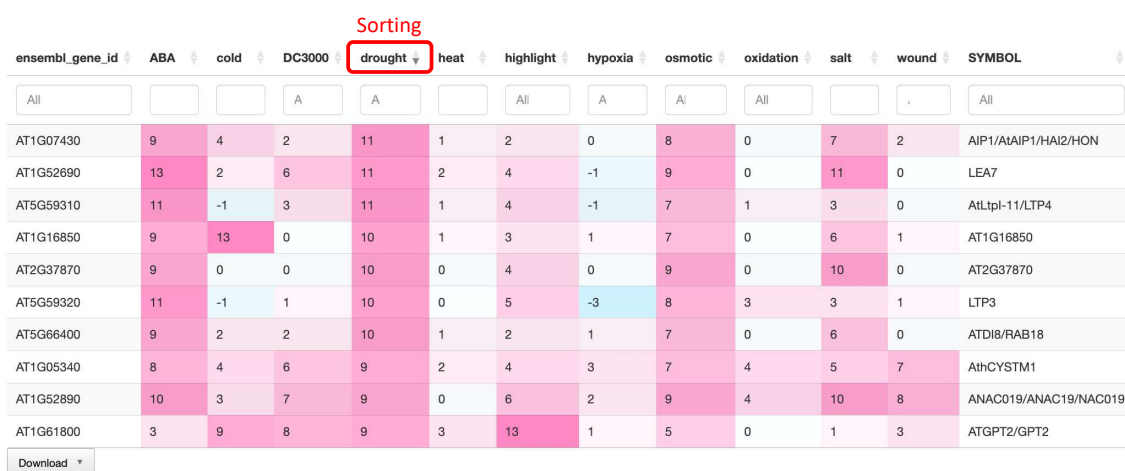 Sorting
ensembl_gene_id ABA cold DC3000 drought heat highlight hypoxia osmotic oxidation salt wound SYMBOL
All A A All A Al All All
AT1G07430 9 4 2 11 1 2 0 8 0 7 2 AIP1/AtAIP1/HAI2/HON
AT1G52690 13 2 6 11 2 4 -1 9 0 11 0 LEA7
AT5G59310 11 -1 3 11 1 4 -1 7 1 3 0 AtLtpI-11/LTP4
AT1G16850 9 13 0 10 1 3 1 7 0 6 1 AT1G16850
AT2G37870 9 0 0 10 0 4 0 9 0 10 0 AT2G37870
AT5G59320 11 -1 1 10 0 5 -3 8 3 3 1 LTP3
AT5G66400 9 2 2 10 1 2 1 7 0 6 0 ATDI8/RAB18
AT1G05340 8 4 6 9 2 4 3 7 4 5 7 AthCYSTM1
AT1G52890 10 3 7 9 0 6 2 9 4 10 8 ANAC019/ANAC19/NAC019
AT1G61800 3 9 8 9 3 13 1 5 0 1 3 ATGPT2/GPT2
Download